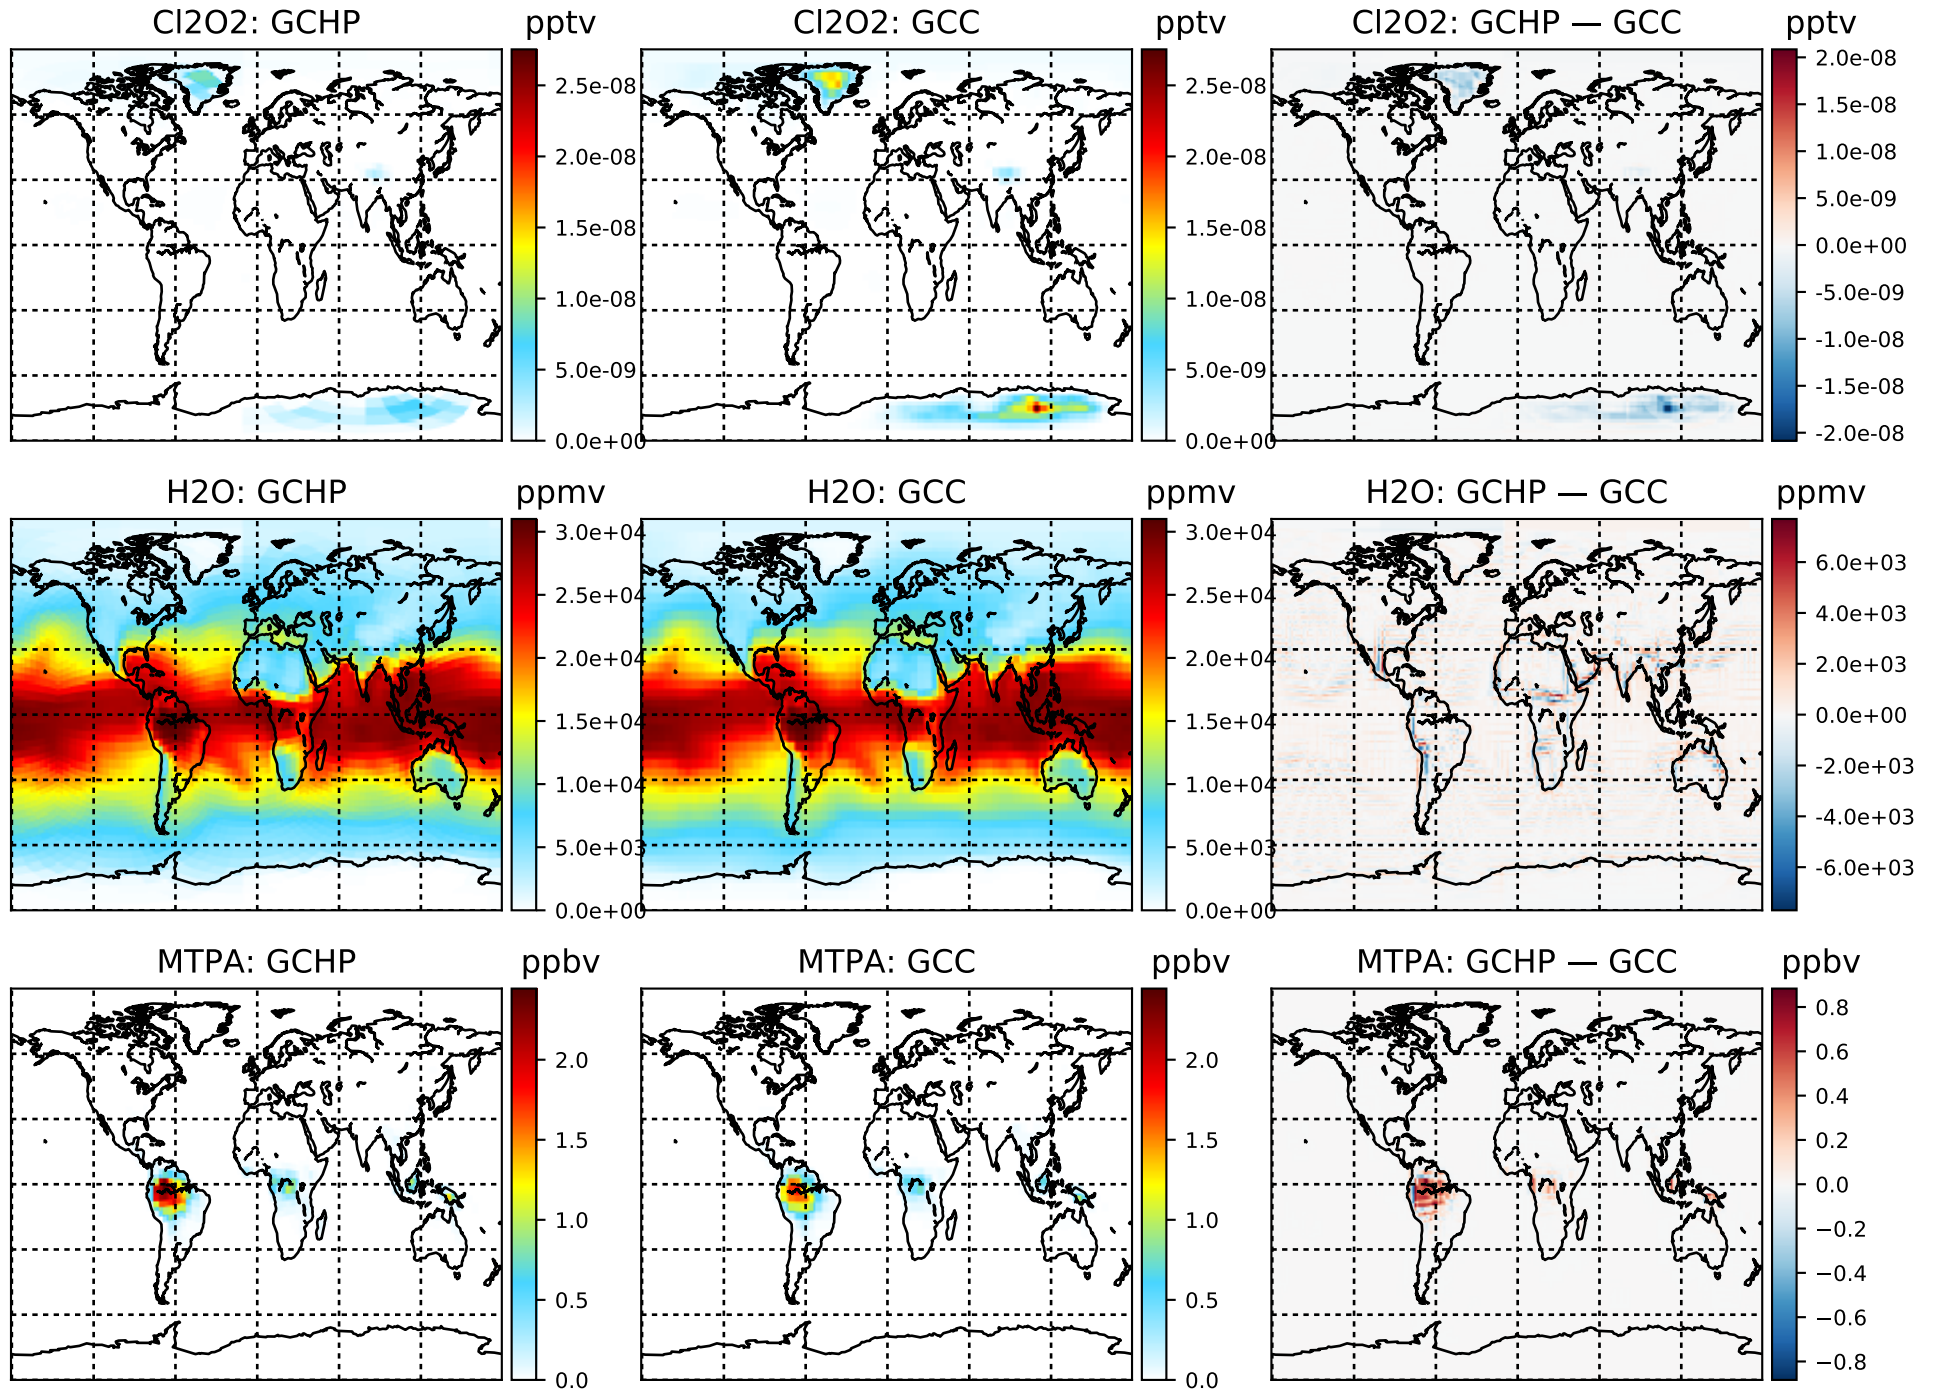 Cl2O2: GCHP
pptv
2.5e-08
2.0e-08
1.5e-08
1.0e-08
5.0e-09
0.0e+00
Cl2O2: GCC
pptv
2.5e-08
2.0e-08
1.5e-08
1.0e-08
5.0e-09
0.0e+00
Cl2O2: GCHP — GCC
pptv
2.0e-08
1.5e-08
1.0e-08
5.0e-09
0.0e+00
-5.0e-09
-1.0e-08
-1.5e-08
-2.0e-08
H2O: GCHP
ppmv
3.0e+04
2.5e+04
2.0e+04
1.5e+04
1.0e+04
5.0e+03
0.0e+00
H2O: GCC
ppmv
3.0e+04
2.5e+04
2.0e+04
1.5e+04
1.0e+04
5.0e+03
0.0e+00
H2O: GCHP — GCC
ppmv
6.0e+03
4.0e+03
2.0e+03
0.0e+00
-2.0e+03
-4.0e+03
-6.0e+03
MTPA: GCHP
ppbv
2.0
1.5
1.0
0.5
0.0
MTPA: GCC
ppbv
2.0
1.5
1.0
0.5
0.0
MTPA: GCHP — GCC
ppbv
0.8
0.6
0.4
0.2
0.0
−0.2
−0.4
−0.6
−0.8